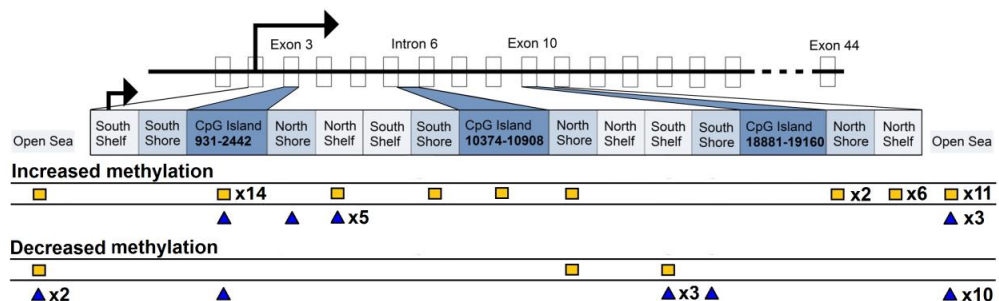 Exon 3 Intron 6 Exon 10 Exon 44
Open Sea South Shelf South Shore CpG Island 931-2442 North Shore North Shelf South Shelf South Shore CpG Island 10374-10908 North Shore North Shelf South Shelf South Shore CpG Island 18881-19160 North Shore North Shelf Open Sea
Increased methylation
x14 x2 x6 x11
x5 x3
Decreased methylation
x2 x3 x10